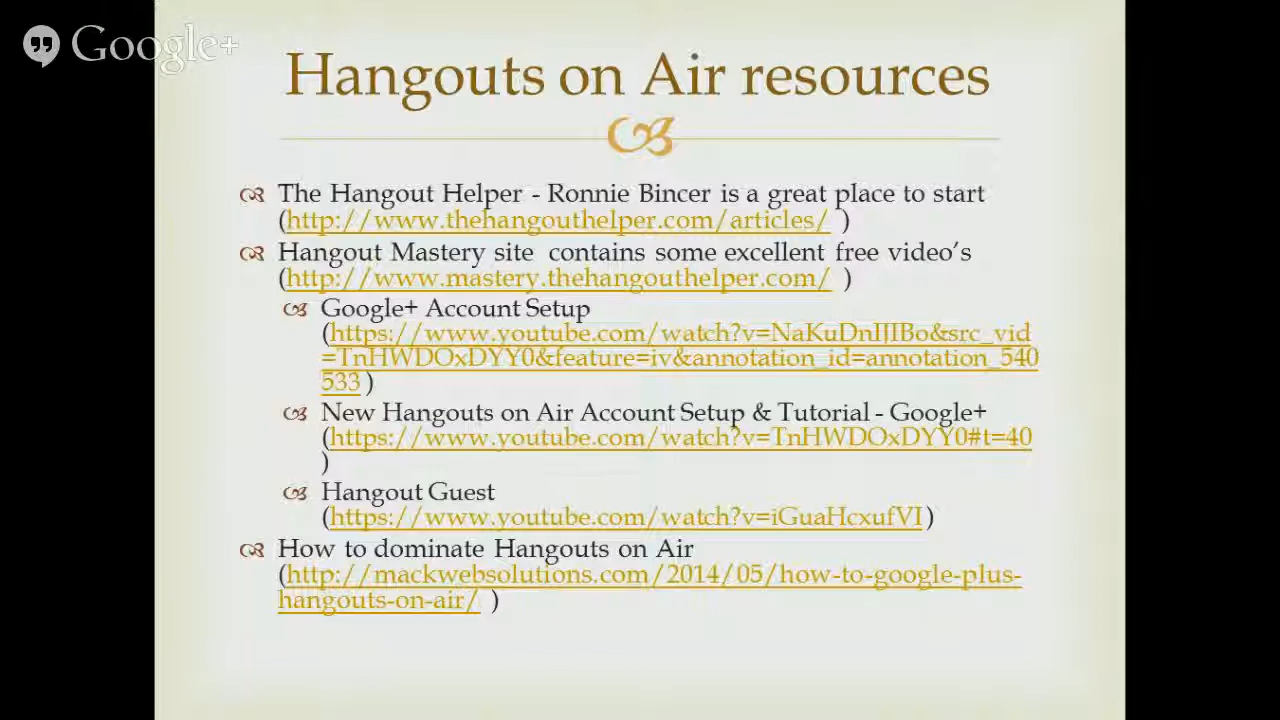 Google+
Hangouts on Air resources
The Hangout Helper - Ronnie Bincer is a great place to start
(http://www.thehangouthelper.com/articles/ )
Hangout Mastery site contains some excellent free video's
(http://www.mastery.thehangouthelper.com/ )
Google+ Account Setup
(https://www.youtube.com/watch?v=NaKuDnIJIBo&src_vid
=TnHWDOxDYY0&feature=iv&annotation_id=annotation_540
533 )
New Hangouts on Air Account Setup & Tutorial - Google+
(https://www.youtube.com/watch?v=TnHWDOxDYY0#t=40
)
Hangout Guest
(https://www.youtube.com/watch?v=iGuaHcxufVI )
How to dominate Hangouts on Air
(http://mackwebsolutions.com/2014/05/how-to-google-plus-
hangouts-on-air/ )